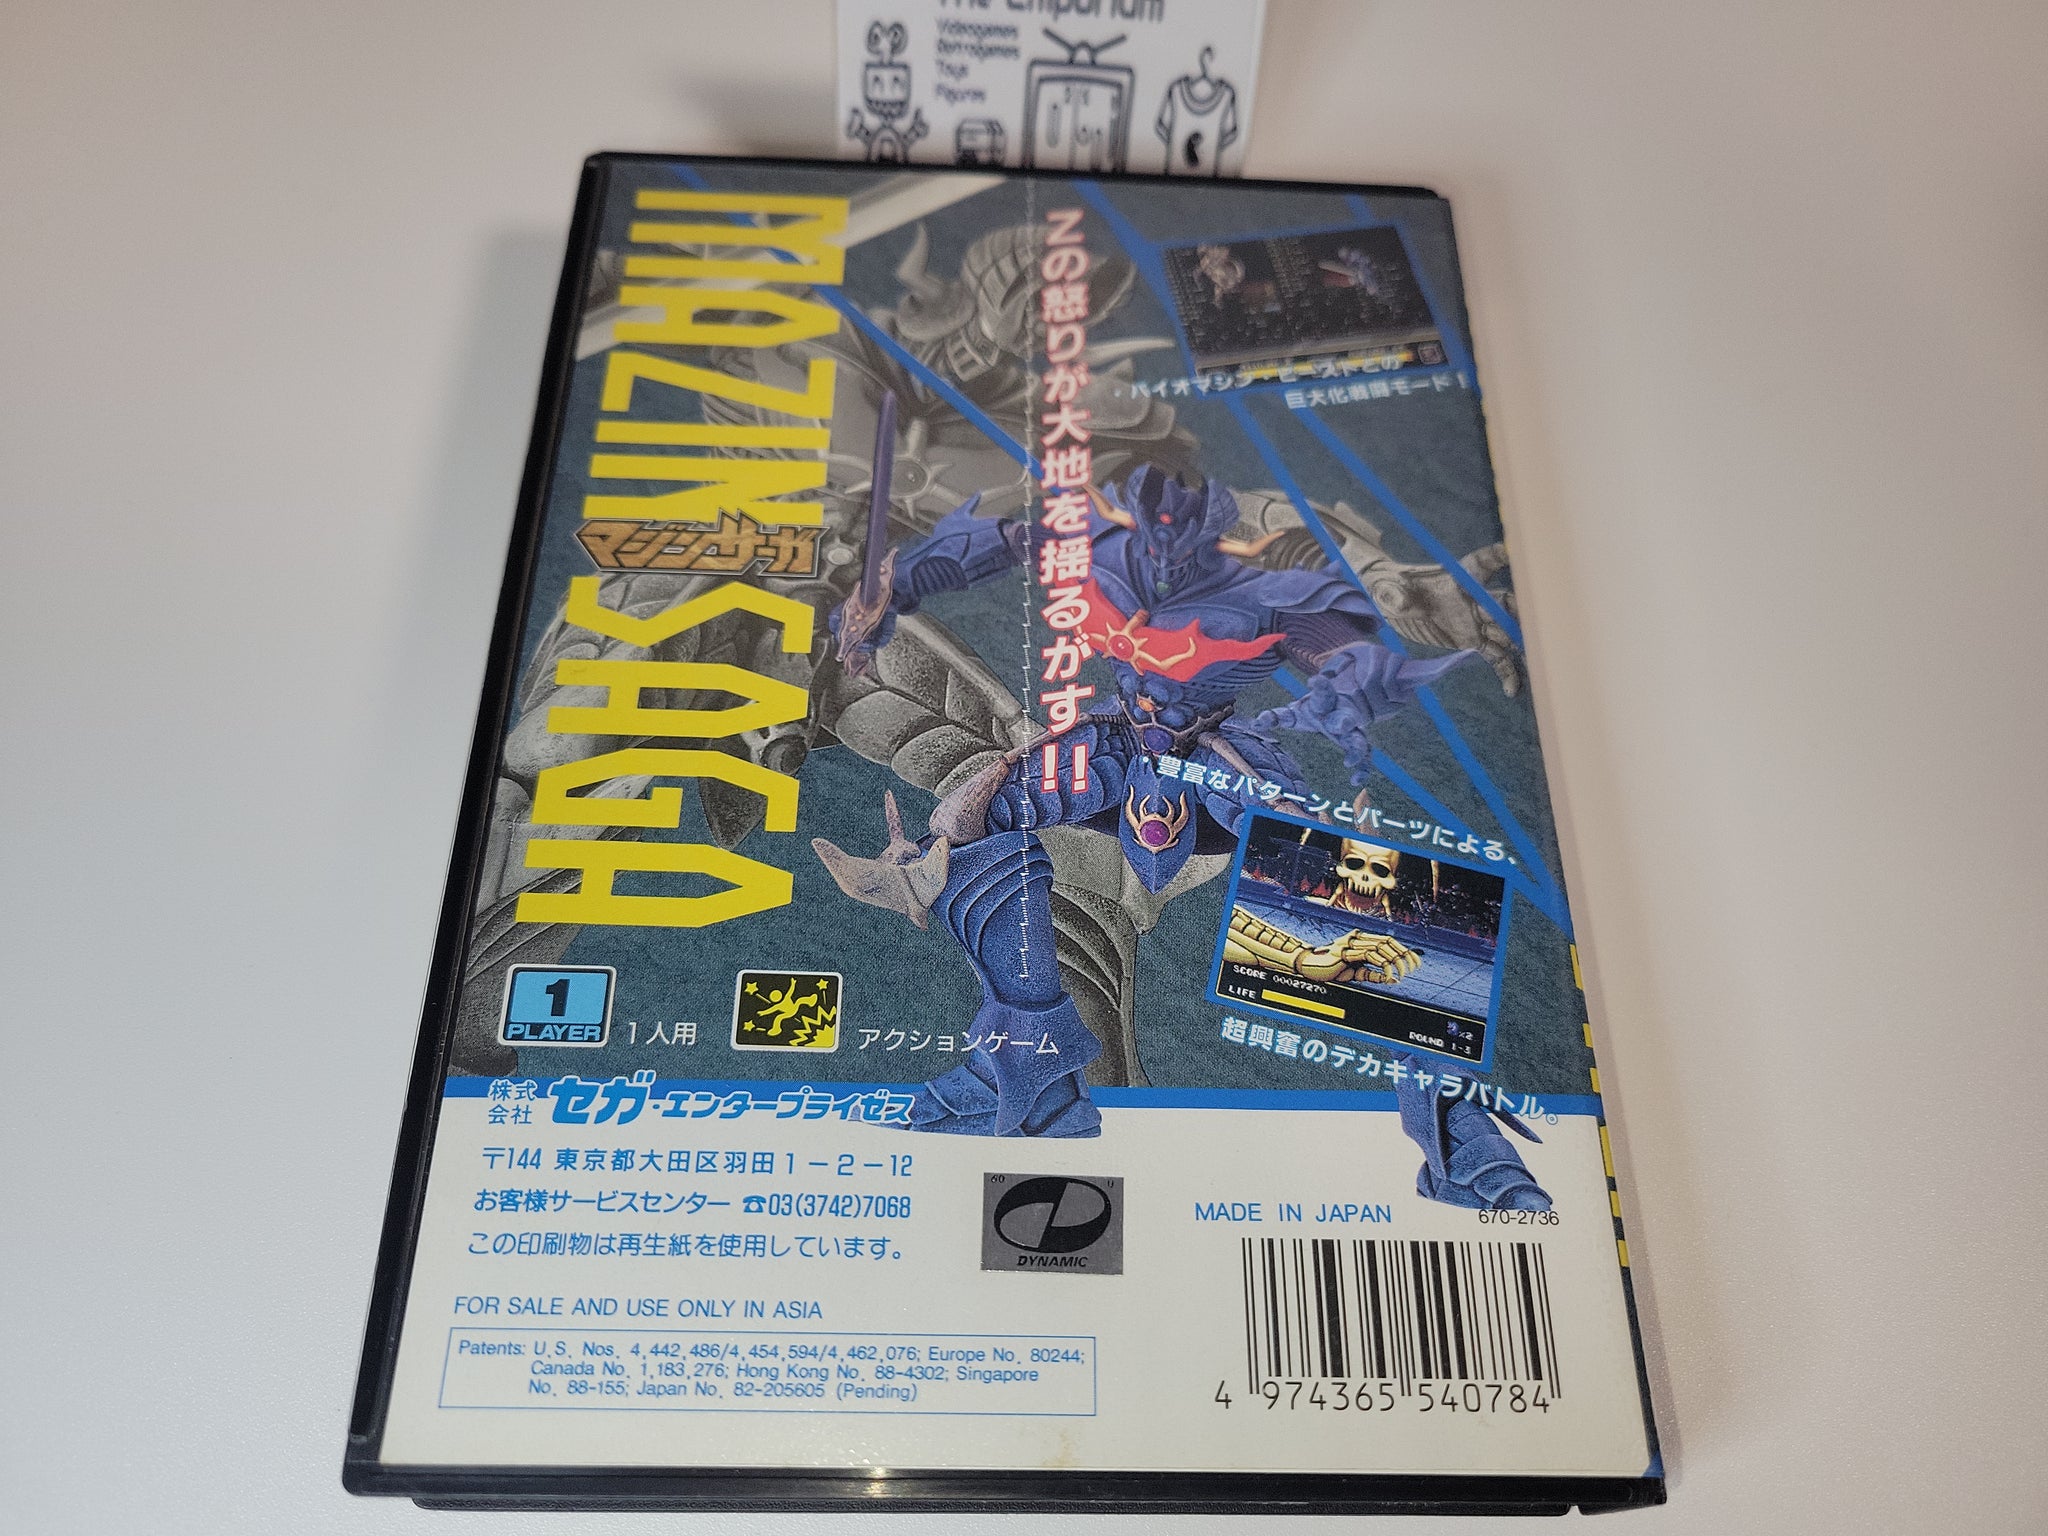 The Emporium
Videogames
Retrogames
Toys
Figures
MAZIN SAGA
マジンサーガ
Zの怒りが大地を揺るがす!!
・バイオマシン・ビーストとの
巨大化戦闘モード!
・豊富なパターンとパーツによる、
SCORE 00027270
LIFE
×2
ROUND 1-3
超興奮のデカキャラバトル。
1
PLAYER
1人用
アクションゲーム
株式会社 セガ・エンタープライゼス
〒144 東京都大田区羽田1-2-12
お客様サービスセンター ☎03(3742)7068
この印刷物は再生紙を使用しています。
DYNAMIC
MADE IN JAPAN
670-2736
FOR SALE AND USE ONLY IN ASIA
Patents: U.S. Nos. 4,442,486/4,454,594/4,462,076; Europe No. 80244;
Canada No. 1,183,276; Hong Kong No. 88-4302; Singapore
No. 88-155; Japan No. 82-205605 (Pending)
4 974365 540784